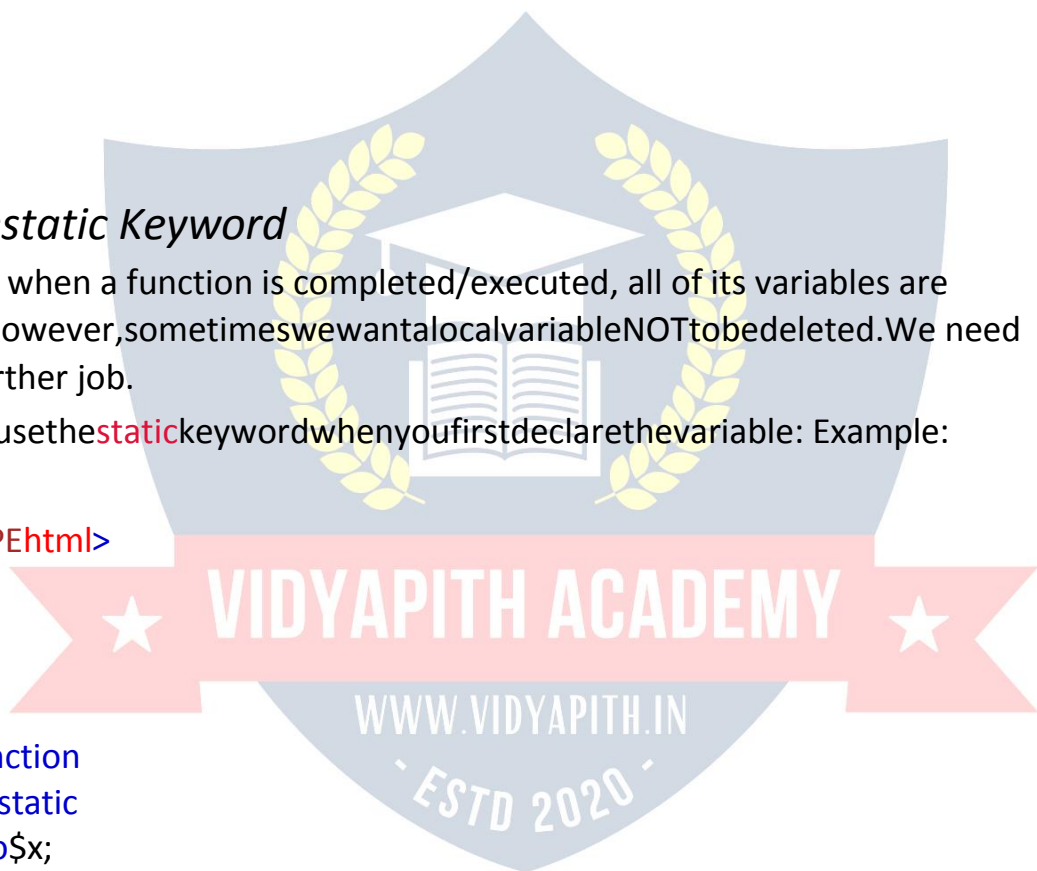 static Keyword
when a function is completed/executed, all of its variables are
owever,sometimeswewantalocalvariableNOTtobedeleted.We need
rther job.
usethestatickeywordwhenyoufirstdeclarethevariable: Example:
PEhtml>
VIDYAPITH ACADEMY
WWW.VIDYAPITH.IN
nction
static
o$x;
- ESTD 2020 -